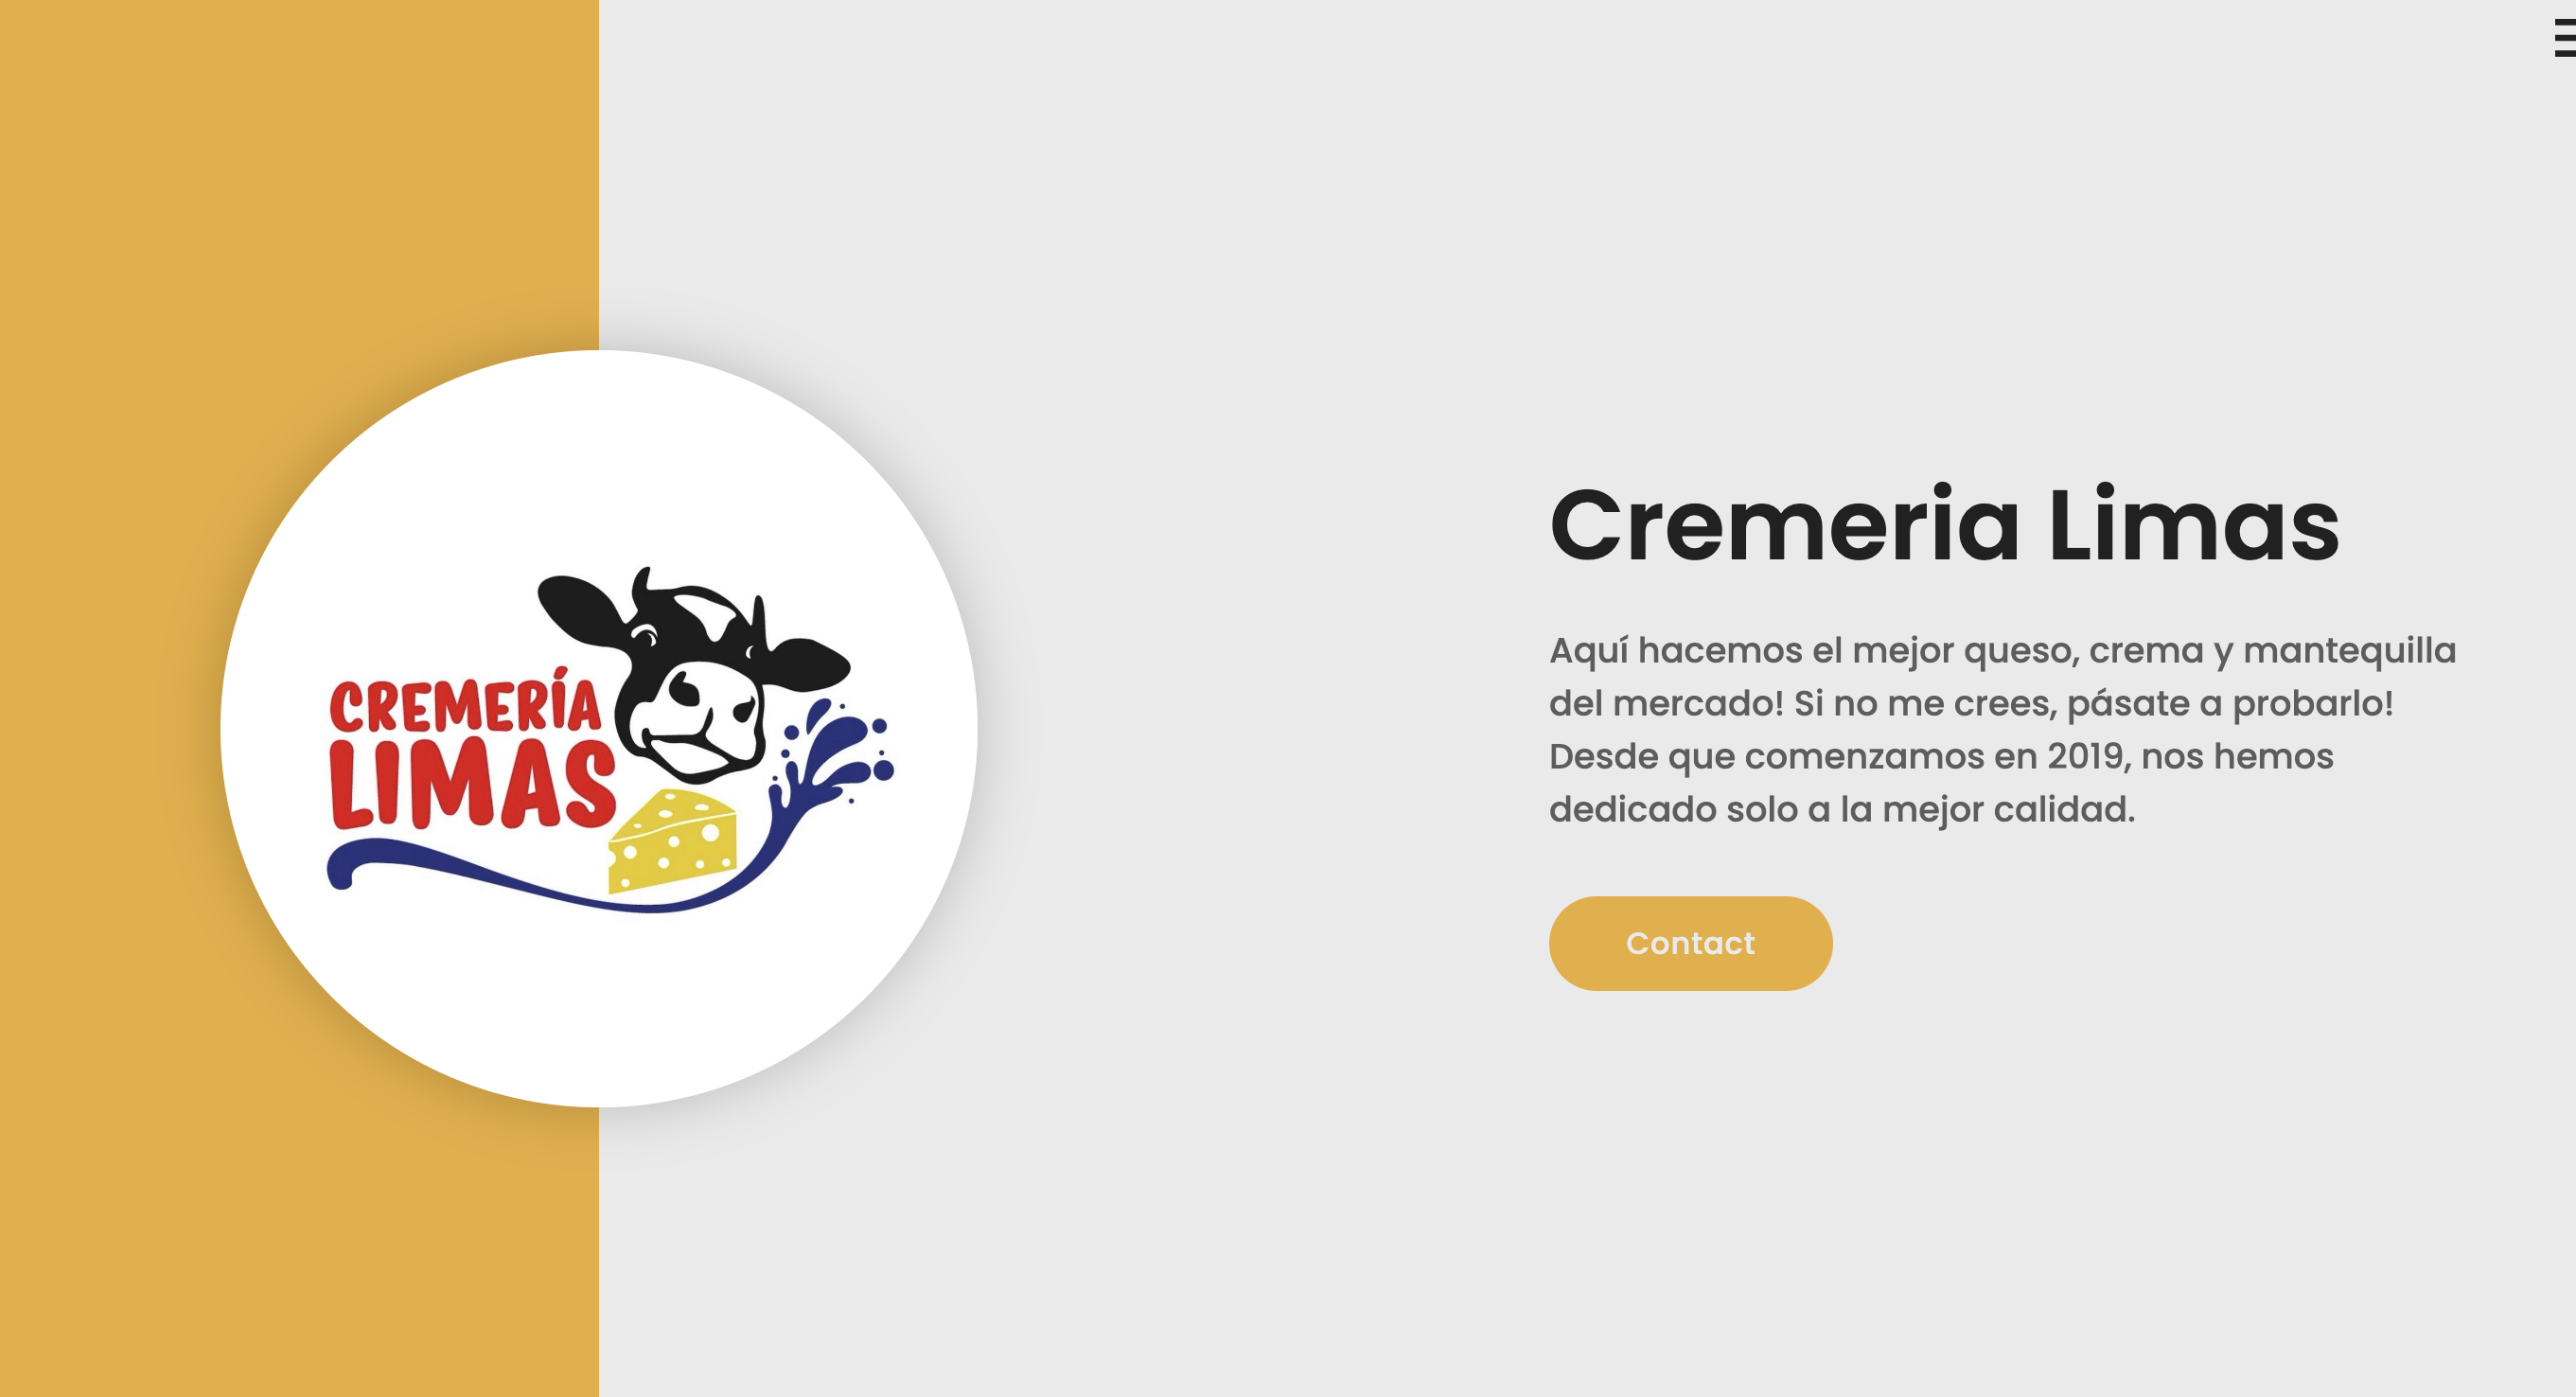 CREMERÍA
LIMAS
Cremeria Limas
Aquí hacemos el mejor queso, crema y mantequilla
del mercado! Si no me crees, pásate a probarlo!
Desde que comenzamos en 2019, nos hemos
dedicado solo a la mejor calidad.
Contact